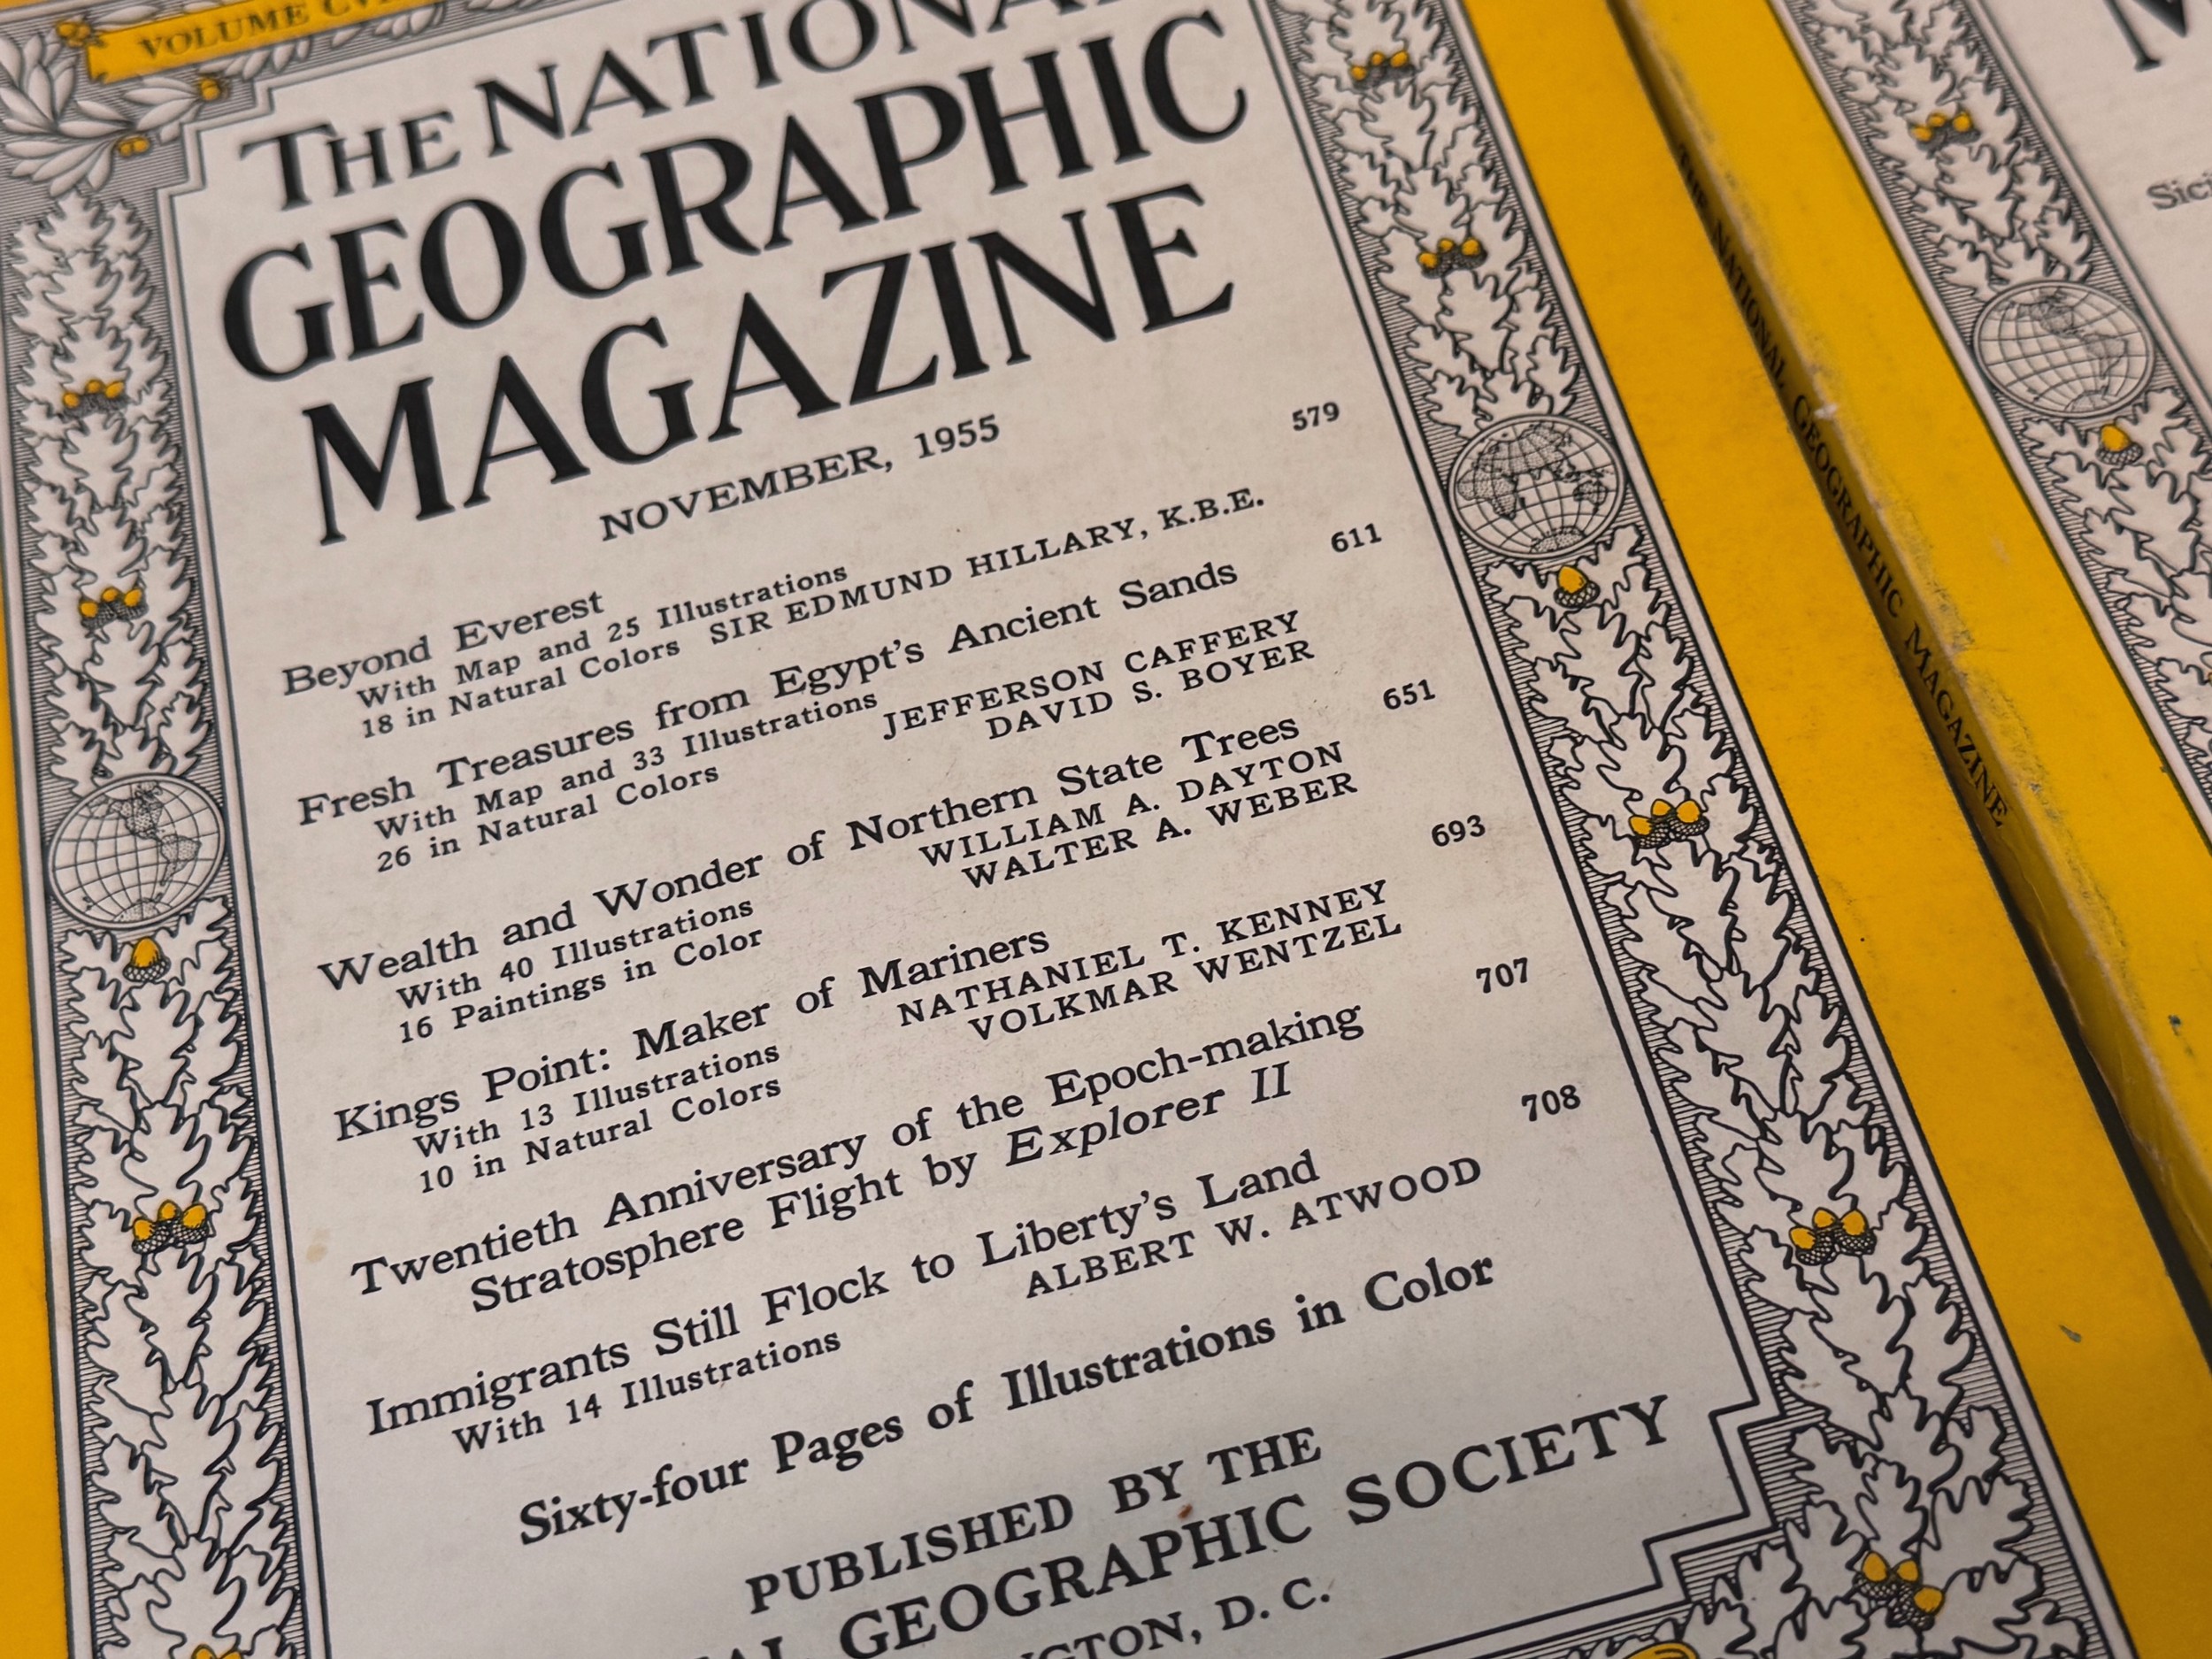 VOLUME
THE NATIONAL
GEOGRAPHIC
MAGAZINE
NOVEMBER, 1955
Beyond Everest 579
With Map and 25 Illustrations
18 in Natural Colors SIR EDMUND HILLARY, K.B.E.
Fresh Treasures from Egypt's Ancient Sands 611
With Map and 33 Illustrations JEFFERSON CAFFERY
26 in Natural Colors DAVID S. BOYER
Wealth and Wonder of Northern State Trees 651
With 40 Illustrations WILLIAM A. DAYTON
16 Paintings in Color WALTER A. WEBER
Kings Point: Maker of Mariners 693
With 13 Illustrations NATHANIEL T. KENNEY
10 in Natural Colors VOLKMAR WENTZEL
Twentieth Anniversary of the Epoch-making 707
Stratosphere Flight by Explorer II
Immigrants Still Flock to Liberty's Land 708
With 14 Illustrations ALBERT W. ATWOOD
Sixty-four Pages of Illustrations in Color
PUBLISHED BY THE
GEOGRAPHIC SOCIETY
D. C.
THE NATIONAL GEOGRAPHIC MAGAZINE